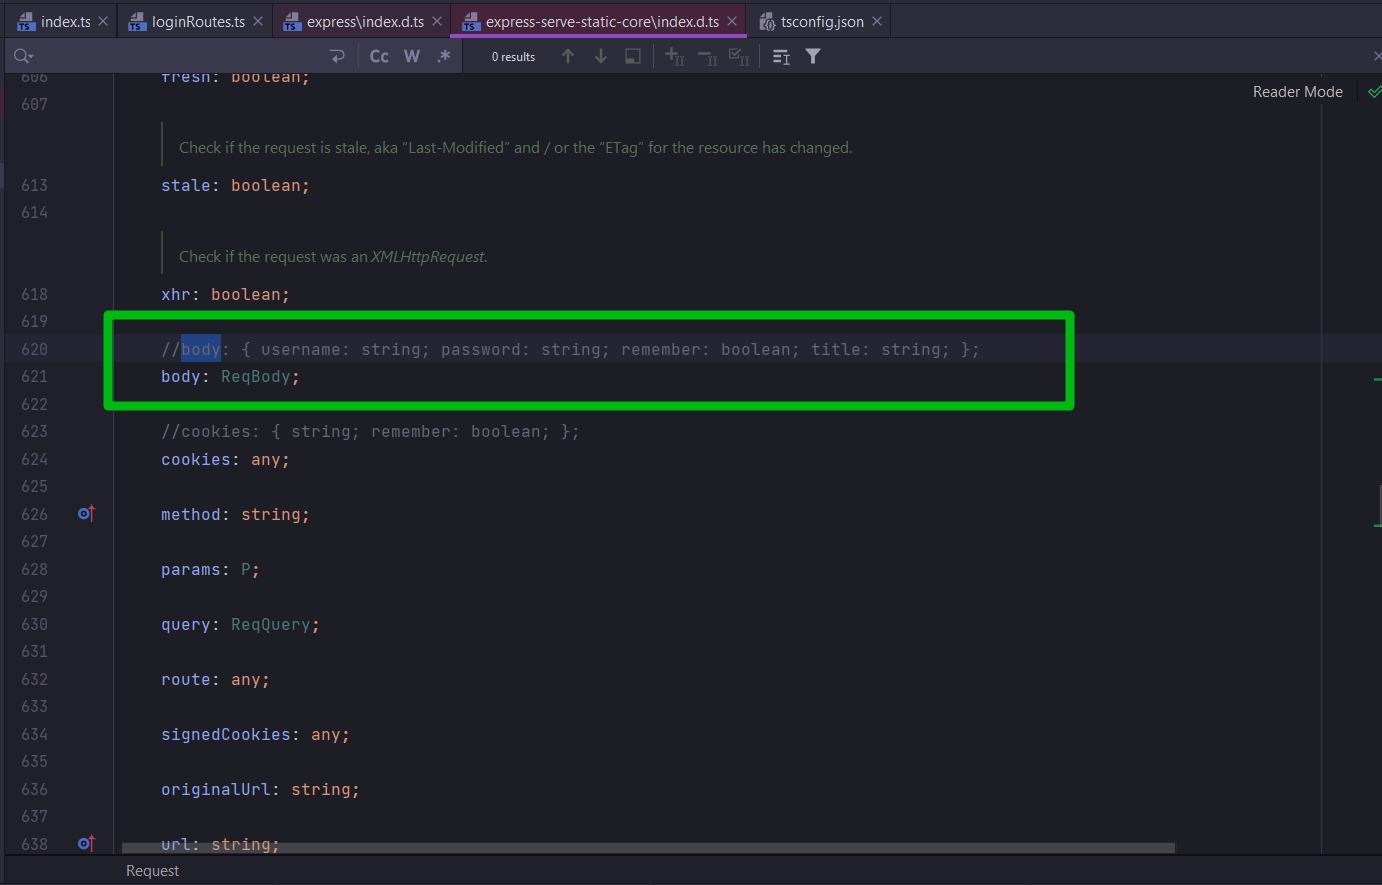 index.ts loginRoutes.ts express\index.d.ts express-serve-static-core\index.d.ts tsconfig.json
Cc W .* 0 results
606 fresh: boolean;
607 Reader Mode
Check if the request is stale, aka “Last-Modified” and / or the “ETag” for the resource has changed.
613 stale: boolean;
614
Check if the request was an XMLHttpRequest.
618 xhr: boolean;
619
620 //body: { username: string; password: string; remember: boolean; title: string; };
621 body: ReqBody;
622
623 //cookies: { string; remember: boolean; };
624 cookies: any;
625
626 method: string;
627
628 params: P;
629
630 query: ReqQuery;
631
632 route: any;
633
634 signedCookies: any;
635
636 originalUrl: string;
637
638 url: string;
Request